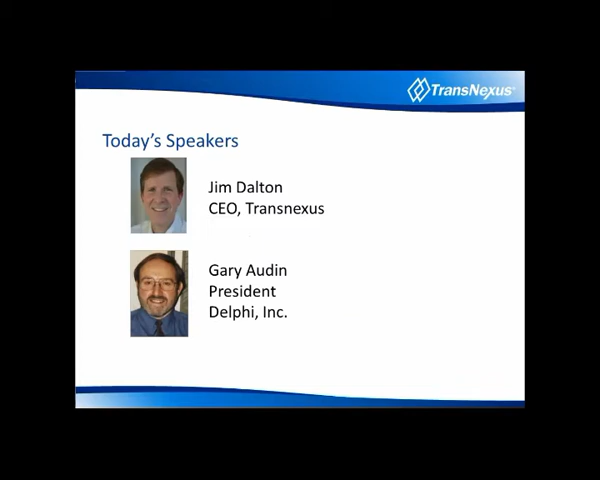 TransNexus
Today's Speakers
Jim Dalton
CEO, Transnexus
Gary Audin
President
Delphi, Inc.